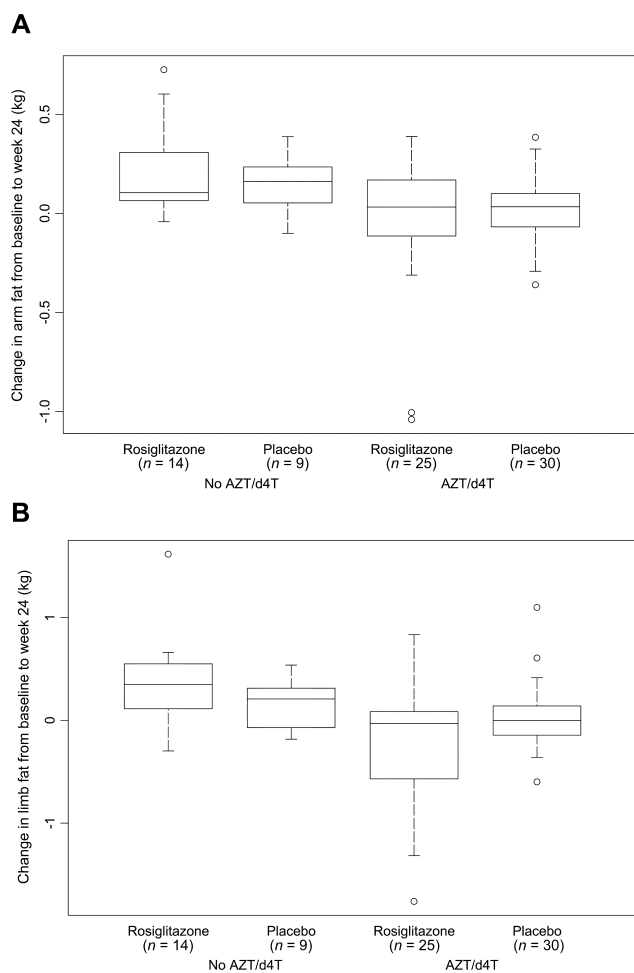 A
Change in arm fat from baseline to week 24 (kg)
0.5
0.0
-0.5
-1.0
Rosiglitazone Placebo Rosiglitazone Placebo
(n = 14) (n = 9) (n = 25) (n = 30)
No AZT/d4T AZT/d4T
B
Change in limb fat from baseline to week 24 (kg)
1
0
-1
Rosiglitazone Placebo Rosiglitazone Placebo
(n = 14) (n = 9) (n = 25) (n = 30)
No AZT/d4T AZT/d4T